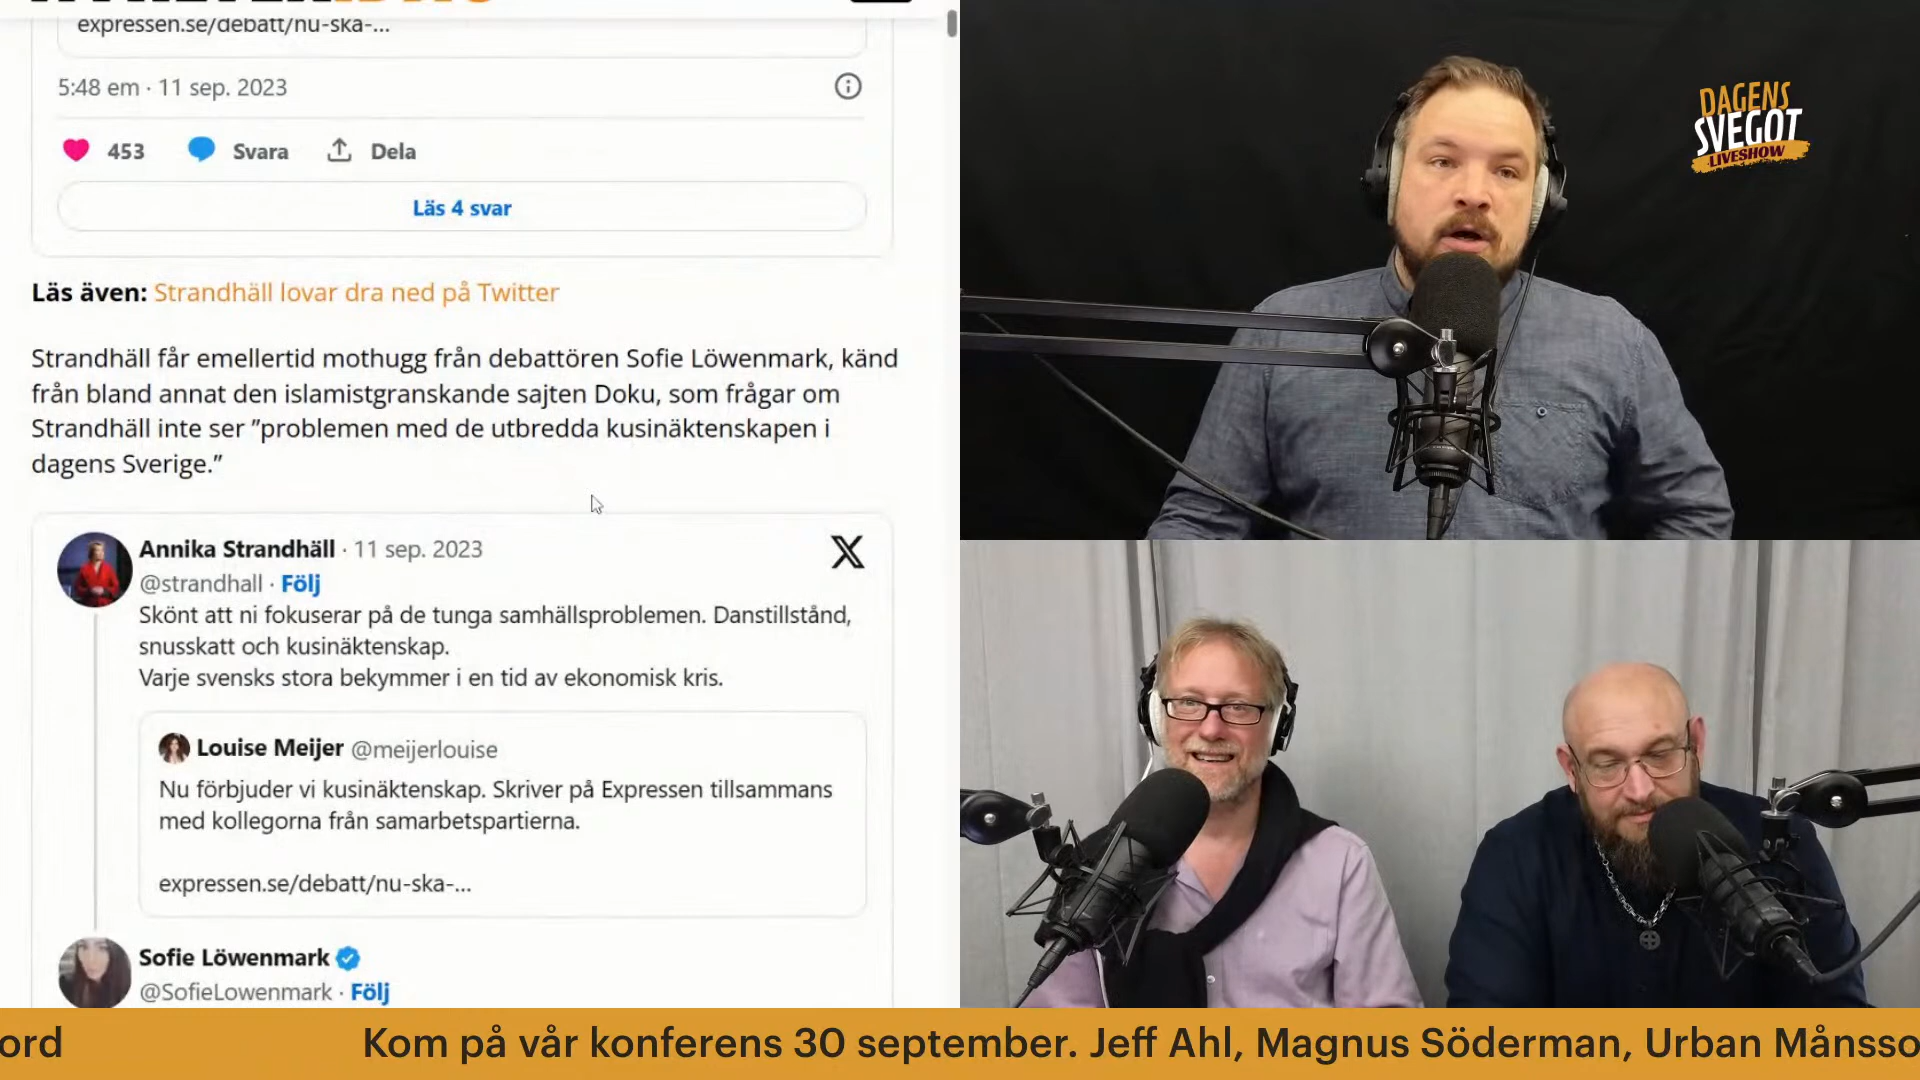 expressen.se/debatt/nu-ska-...
5:48 em · 11 sep. 2023
453 Svara Dela
Läs 4 svar
Läs även: Strandhäll lovar dra ned på Twitter
Strandhäll får emellertid mothugg från debattören Sofie Löwenmark, känd
från bland annat den islamistgranskande sajten Doku, som frågar om
Strandhäll inte ser ”problemen med de utbredda kusinäktenskapen i
dagens Sverige.”
Annika Strandhäll · 11 sep. 2023
@strandhall · Följ
Skönt att ni fokuserar på de tunga samhällsproblemen. Danstillstånd,
snusskatt och kusinäktenskap.
Varje svensks stora bekymmer i en tid av ekonomisk kris.
Louise Meijer @meijerlouise
Nu förbjuder vi kusinäktenskap. Skriver på Expressen tillsammans
med kollegorna från samarbetspartierna.
expressen.se/debatt/nu-ska-...
Sofie Löwenmark
@SofieLowenmark · Följ
DAGENS
SVEGOT
LIVESHOW
ord Kom på vår konferens 30 september. Jeff Ahl, Magnus Söderman, Urban Månsso